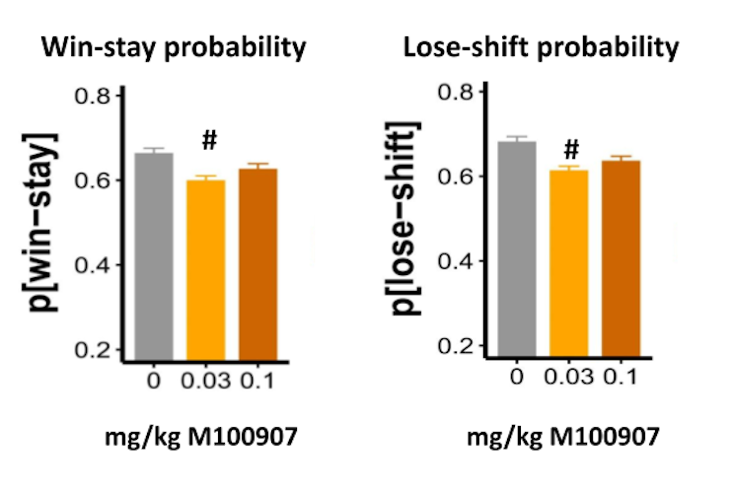 Win-stay probability
p[win−stay]
0.8
0.6
0.4
0.2
#
0 0.03 0.1
mg/kg M100907
Lose-shift probability
p[lose−shift]
0.8
0.6
0.4
0.2
#
0 0.03 0.1
mg/kg M100907